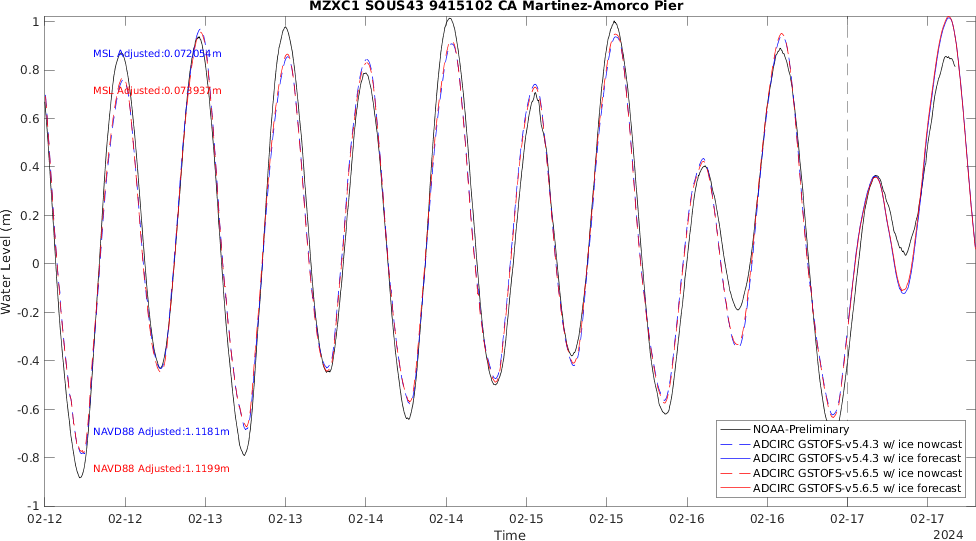 MZXC1 SOUS43 9415102 CA Martinez-Amorco Pier
1
0.8
0.6
0.4
0.2
0
-0.2
-0.4
-0.6
-0.8
-1
Water Level (m)
MSL Adjusted:0.072054m
MSL Adjusted:0.073937m
NAVD88 Adjusted:1.1181m
NAVD88 Adjusted:1.1199m
NOAA-Preliminary
ADCIRC GSTOFS-v5.4.3 w/ ice nowcast
ADCIRC GSTOFS-v5.4.3 w/ ice forecast
ADCIRC GSTOFS-v5.6.5 w/ ice nowcast
ADCIRC GSTOFS-v5.6.5 w/ ice forecast
02-12 02-12 02-13 02-13 02-14 02-14 02-15 02-15 02-16 02-16 02-17 02-17
Time
2024